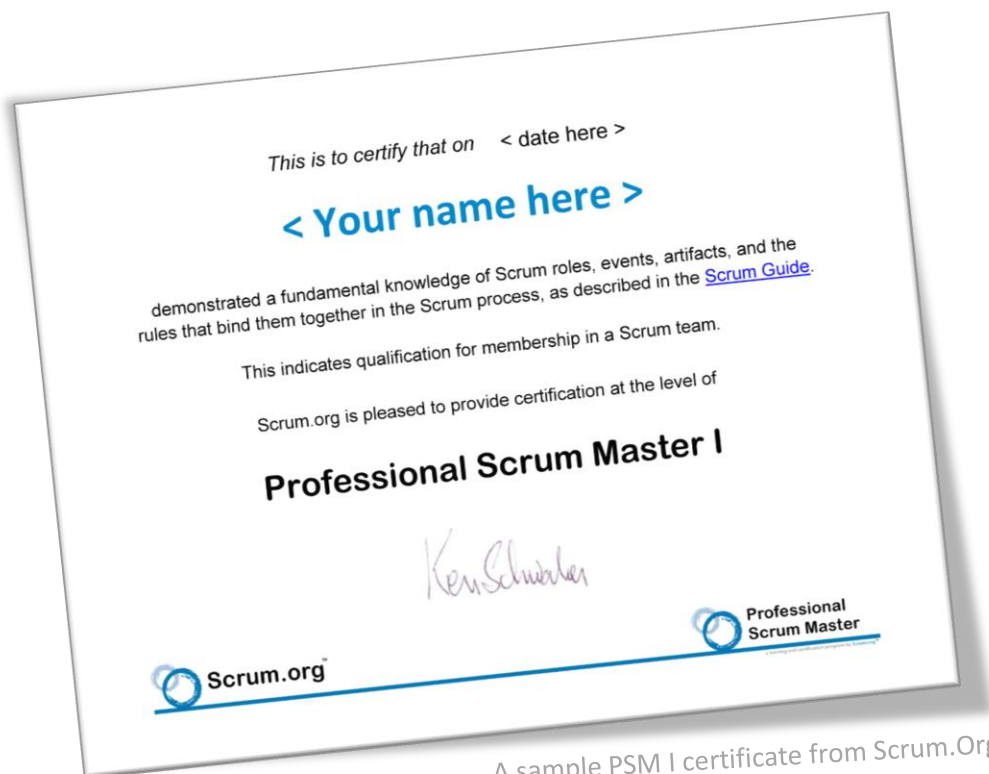 This is to certify that on < date here >
< Your name here >
demonstrated a fundamental knowledge of Scrum roles, events, artifacts, and the
rules that bind them together in the Scrum process, as described in the Scrum Guide.
This indicates qualification for membership in a Scrum team.
Scrum.org is pleased to provide certification at the level of
Professional Scrum Master I
Ken Schwaber
Scrum.org™
Professional
Scrum Master
A sample PSM I certificate from Scrum.Org